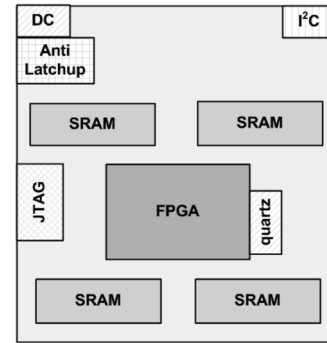 DC
I²C
Anti
Latchup
SRAM
SRAM
JTAG
FPGA
quartz
SRAM
SRAM